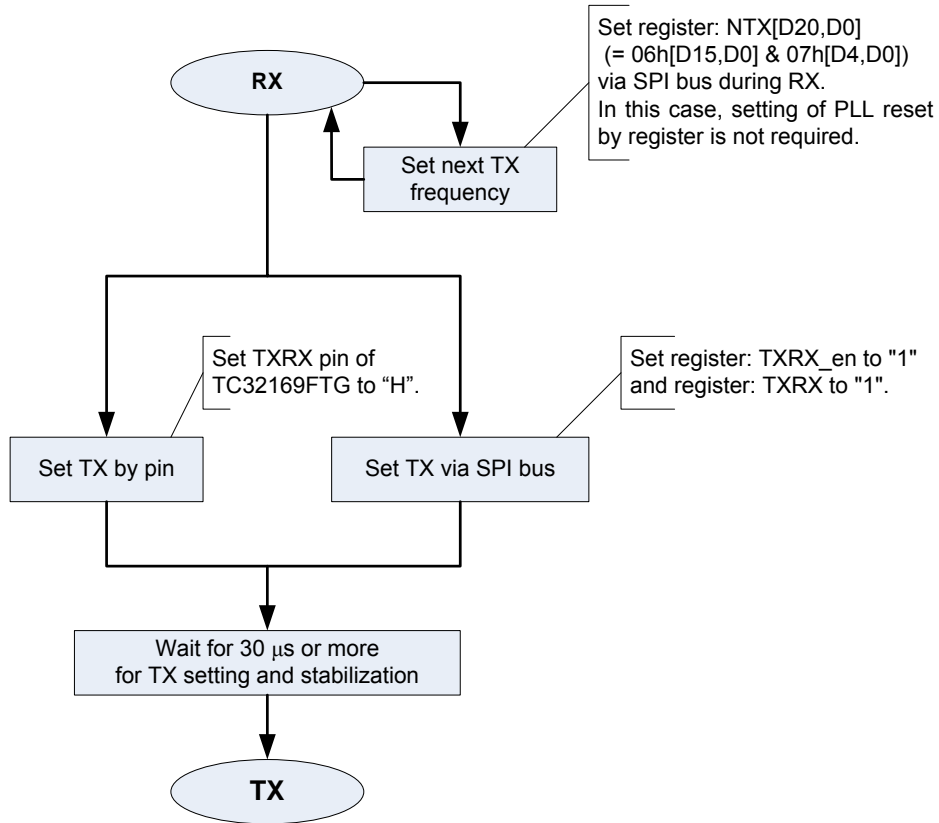 RX
Set register: NTX[D20,D0]
(= 06h[D15,D0] & 07h[D4,D0])
via SPI bus during RX.
In this case, setting of PLL reset
by register is not required.
Set next TX
frequency
Set TXRX pin of
TC32169FTG to “H”.
Set register: TXRX_en to "1"
and register: TXRX to "1".
Set TX by pin
Set TX via SPI bus
Wait for 30 μs or more
for TX setting and stabilization
TX